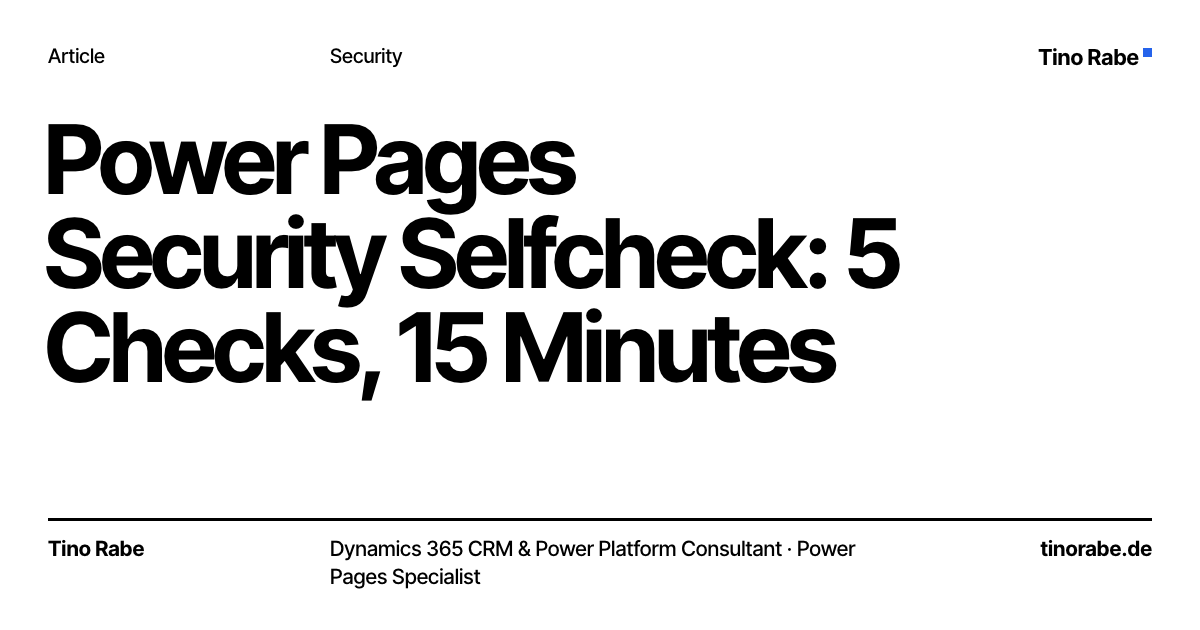 Article
Security
Tino Rabe
Power Pages
Security Selfcheck: 5
Checks, 15 Minutes
Tino Rabe
Dynamics 365 CRM & Power Platform Consultant · Power
Pages Specialist
tinorabe.de